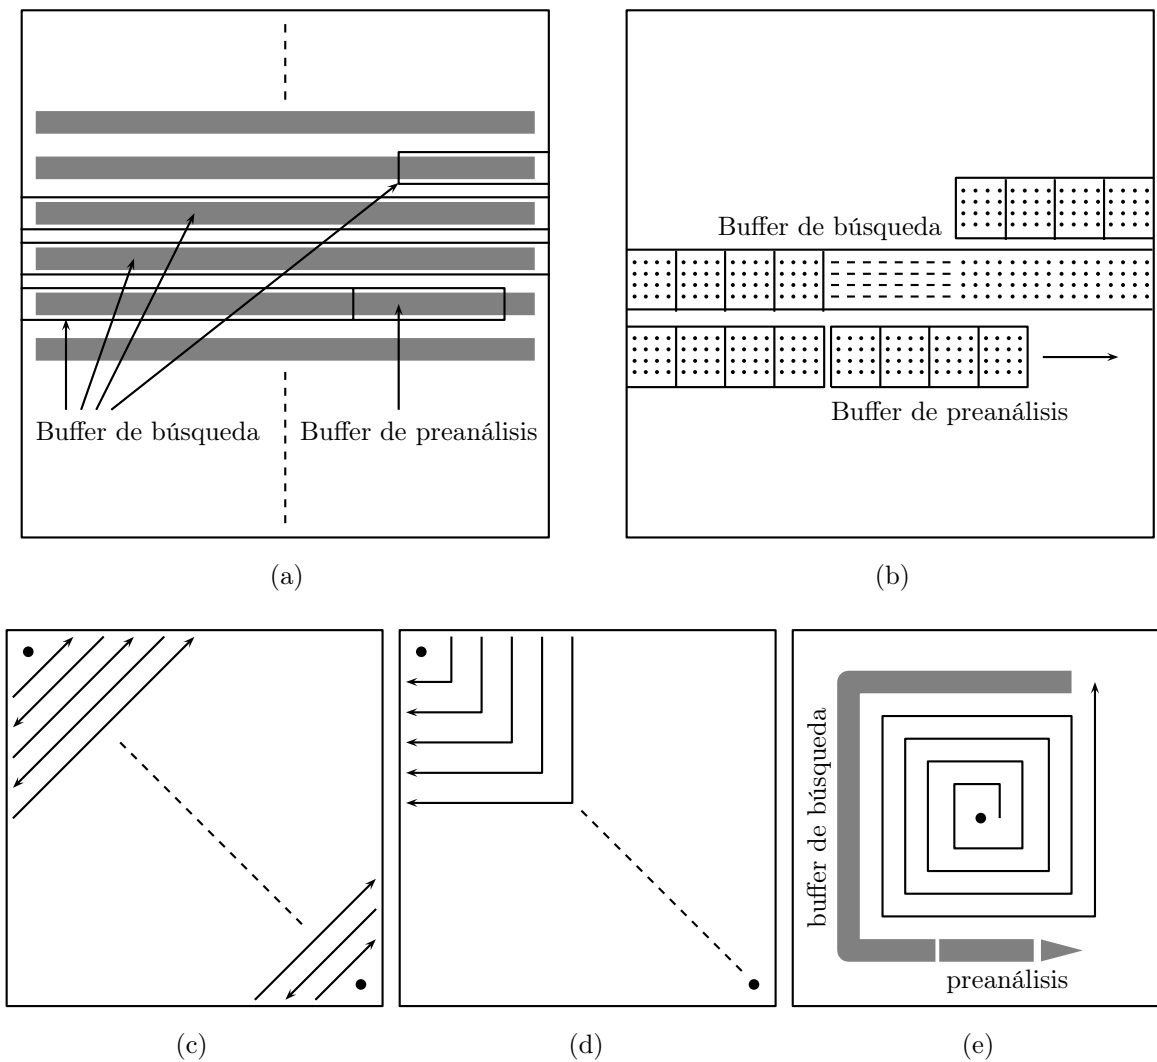 Buffer de búsqueda
Buffer de preanálisis
(a)
Buffer de búsqueda
Buffer de preanálisis
(b)
(c)
(d)
buffer de búsqueda
preanálisis
(e)